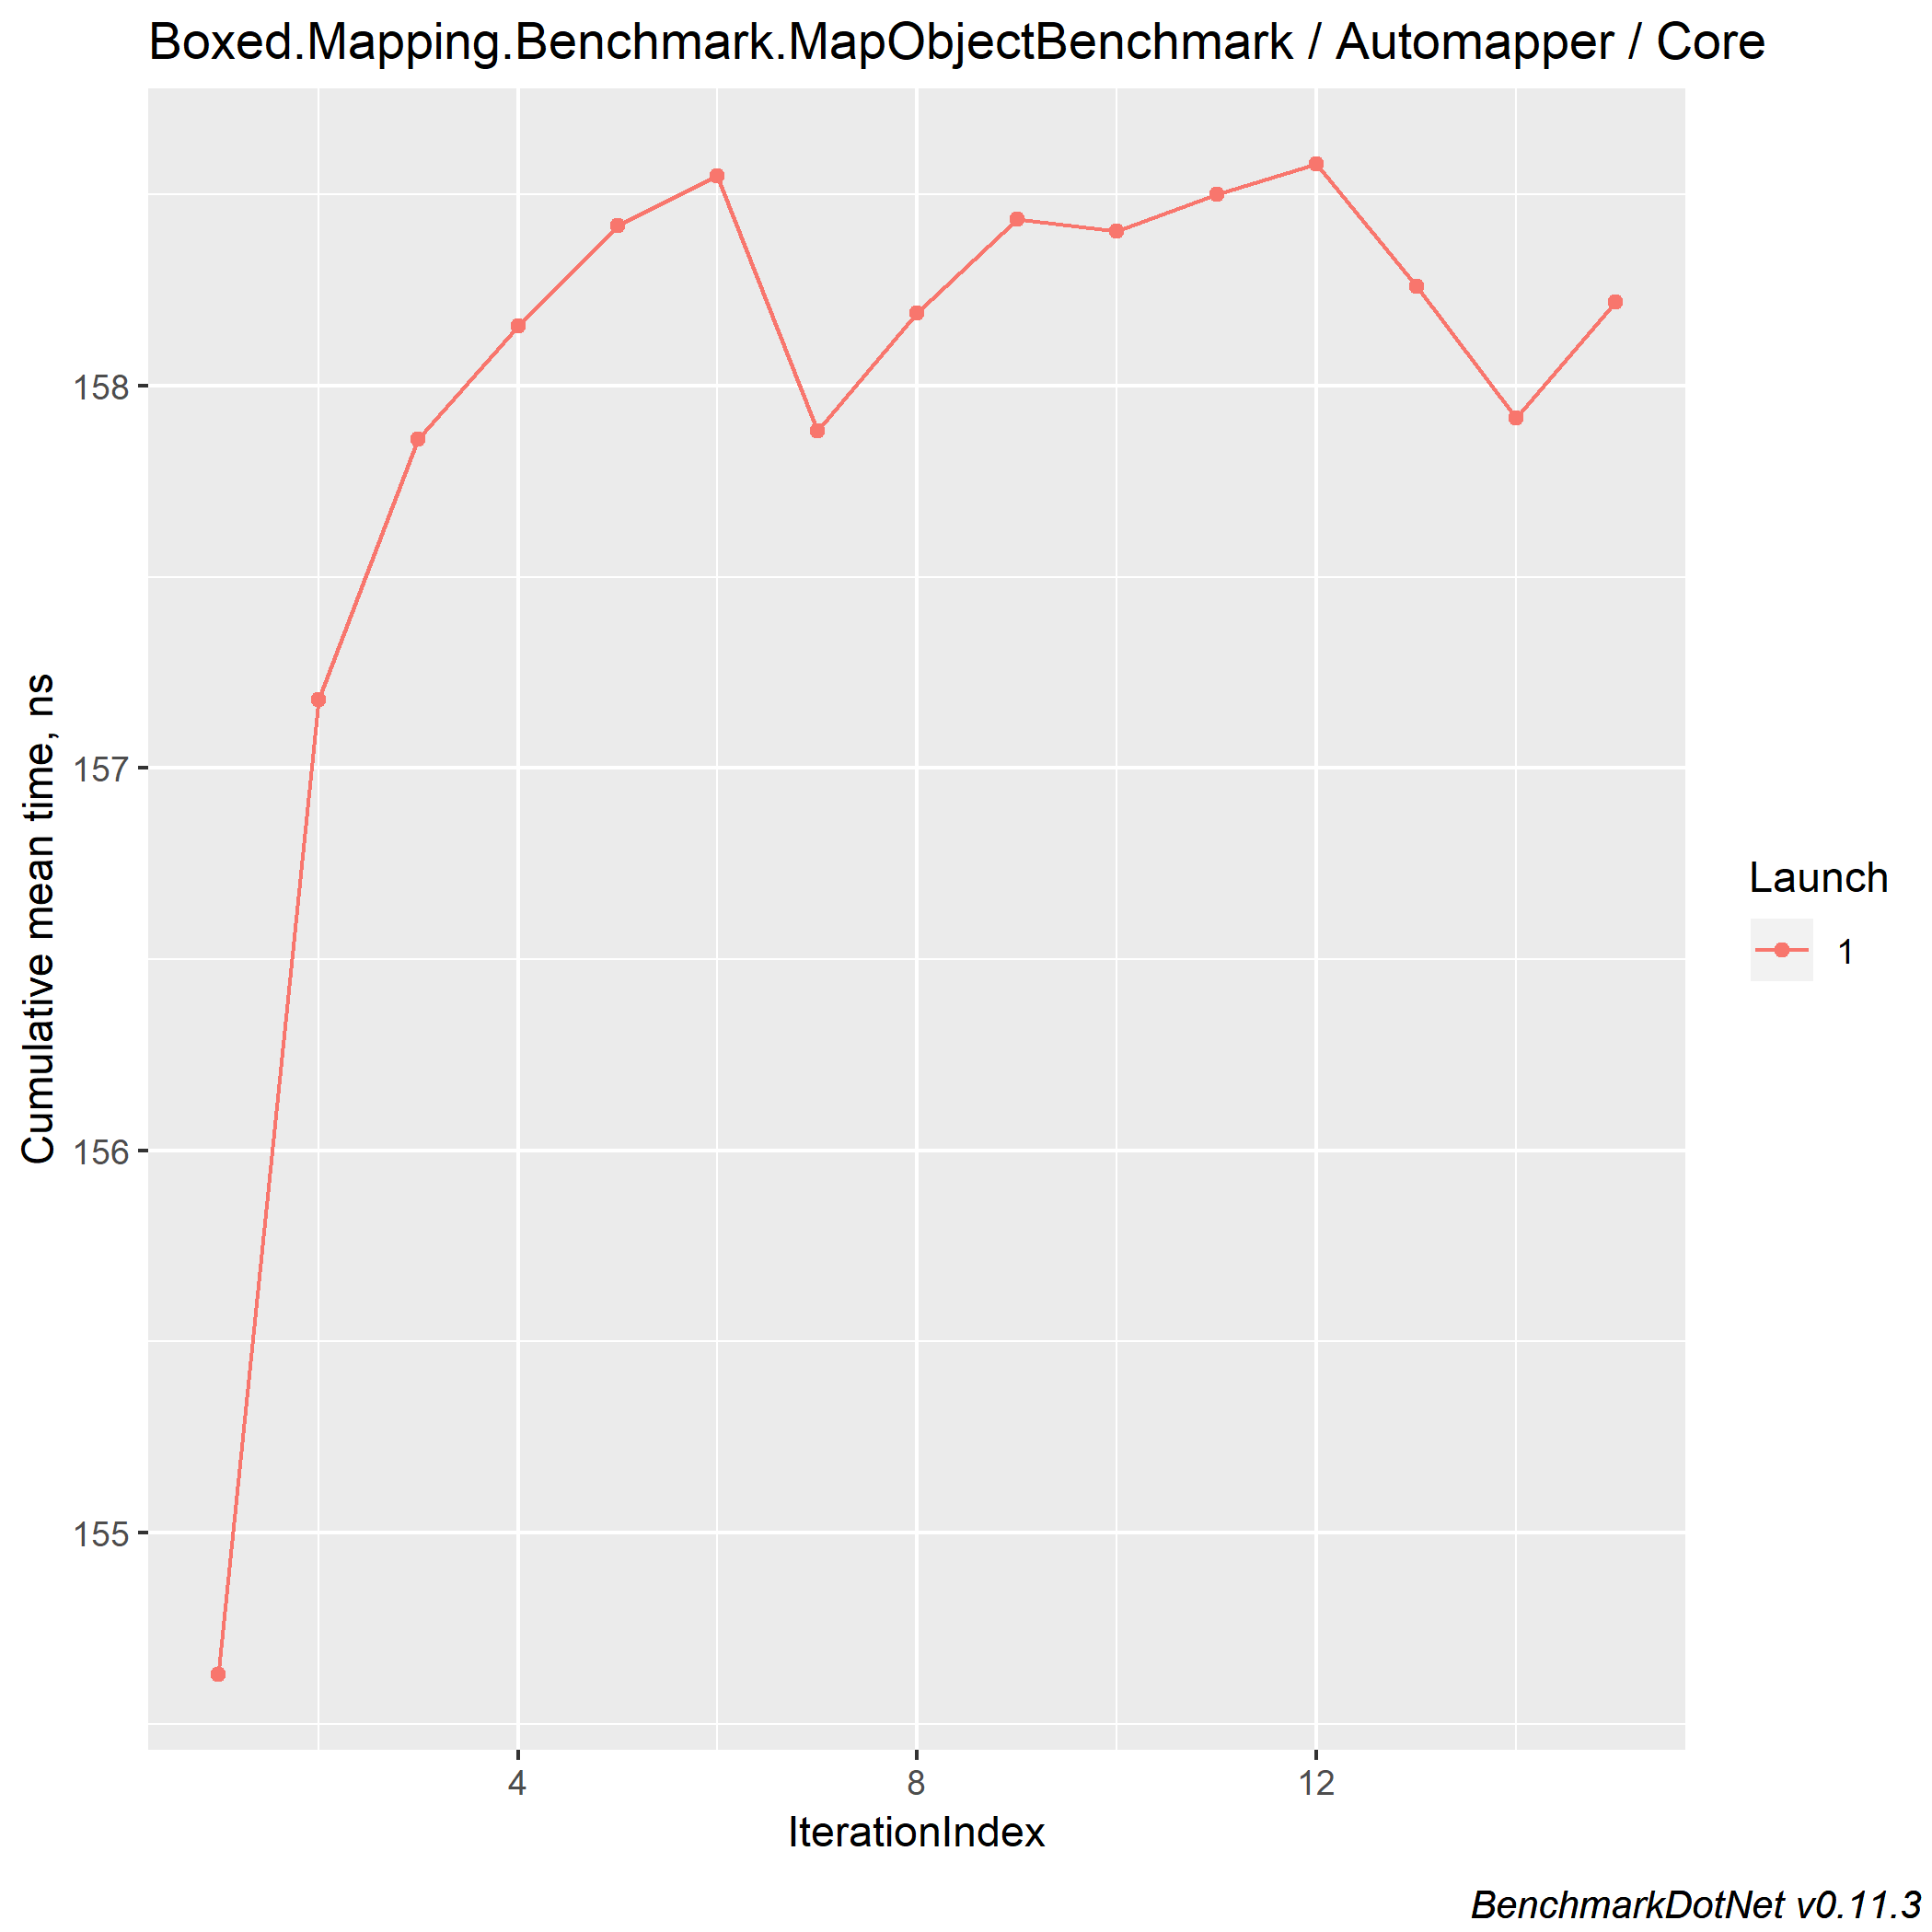 Boxed.Mapping.Benchmark.MapObjectBenchmark / Automapper / Core
Cumulative mean time, ns
158
157
156
155
4
8
12
IterationIndex
Launch
1
BenchmarkDotNet v0.11.3